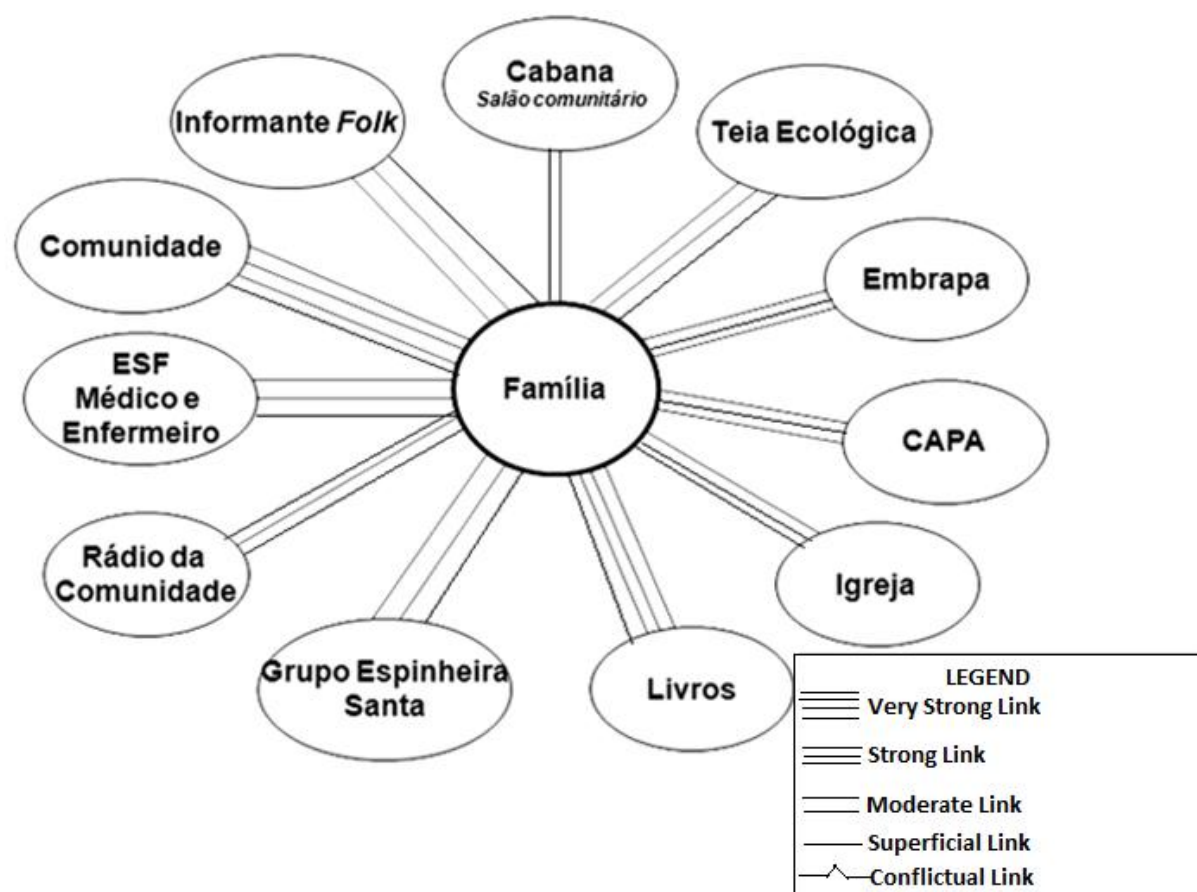 Cabana
Salão comunitário
Informante Folk
Teia Ecológica
Comunidade
Embrapa
ESF
Médico e
Enfermeiro
Família
CAPA
Rádio da
Comunidade
Igreja
Grupo Espinheira
Santa
Livros
LEGEND
Very Strong Link
Strong Link
Moderate Link
Superficial Link
Conflictual Link